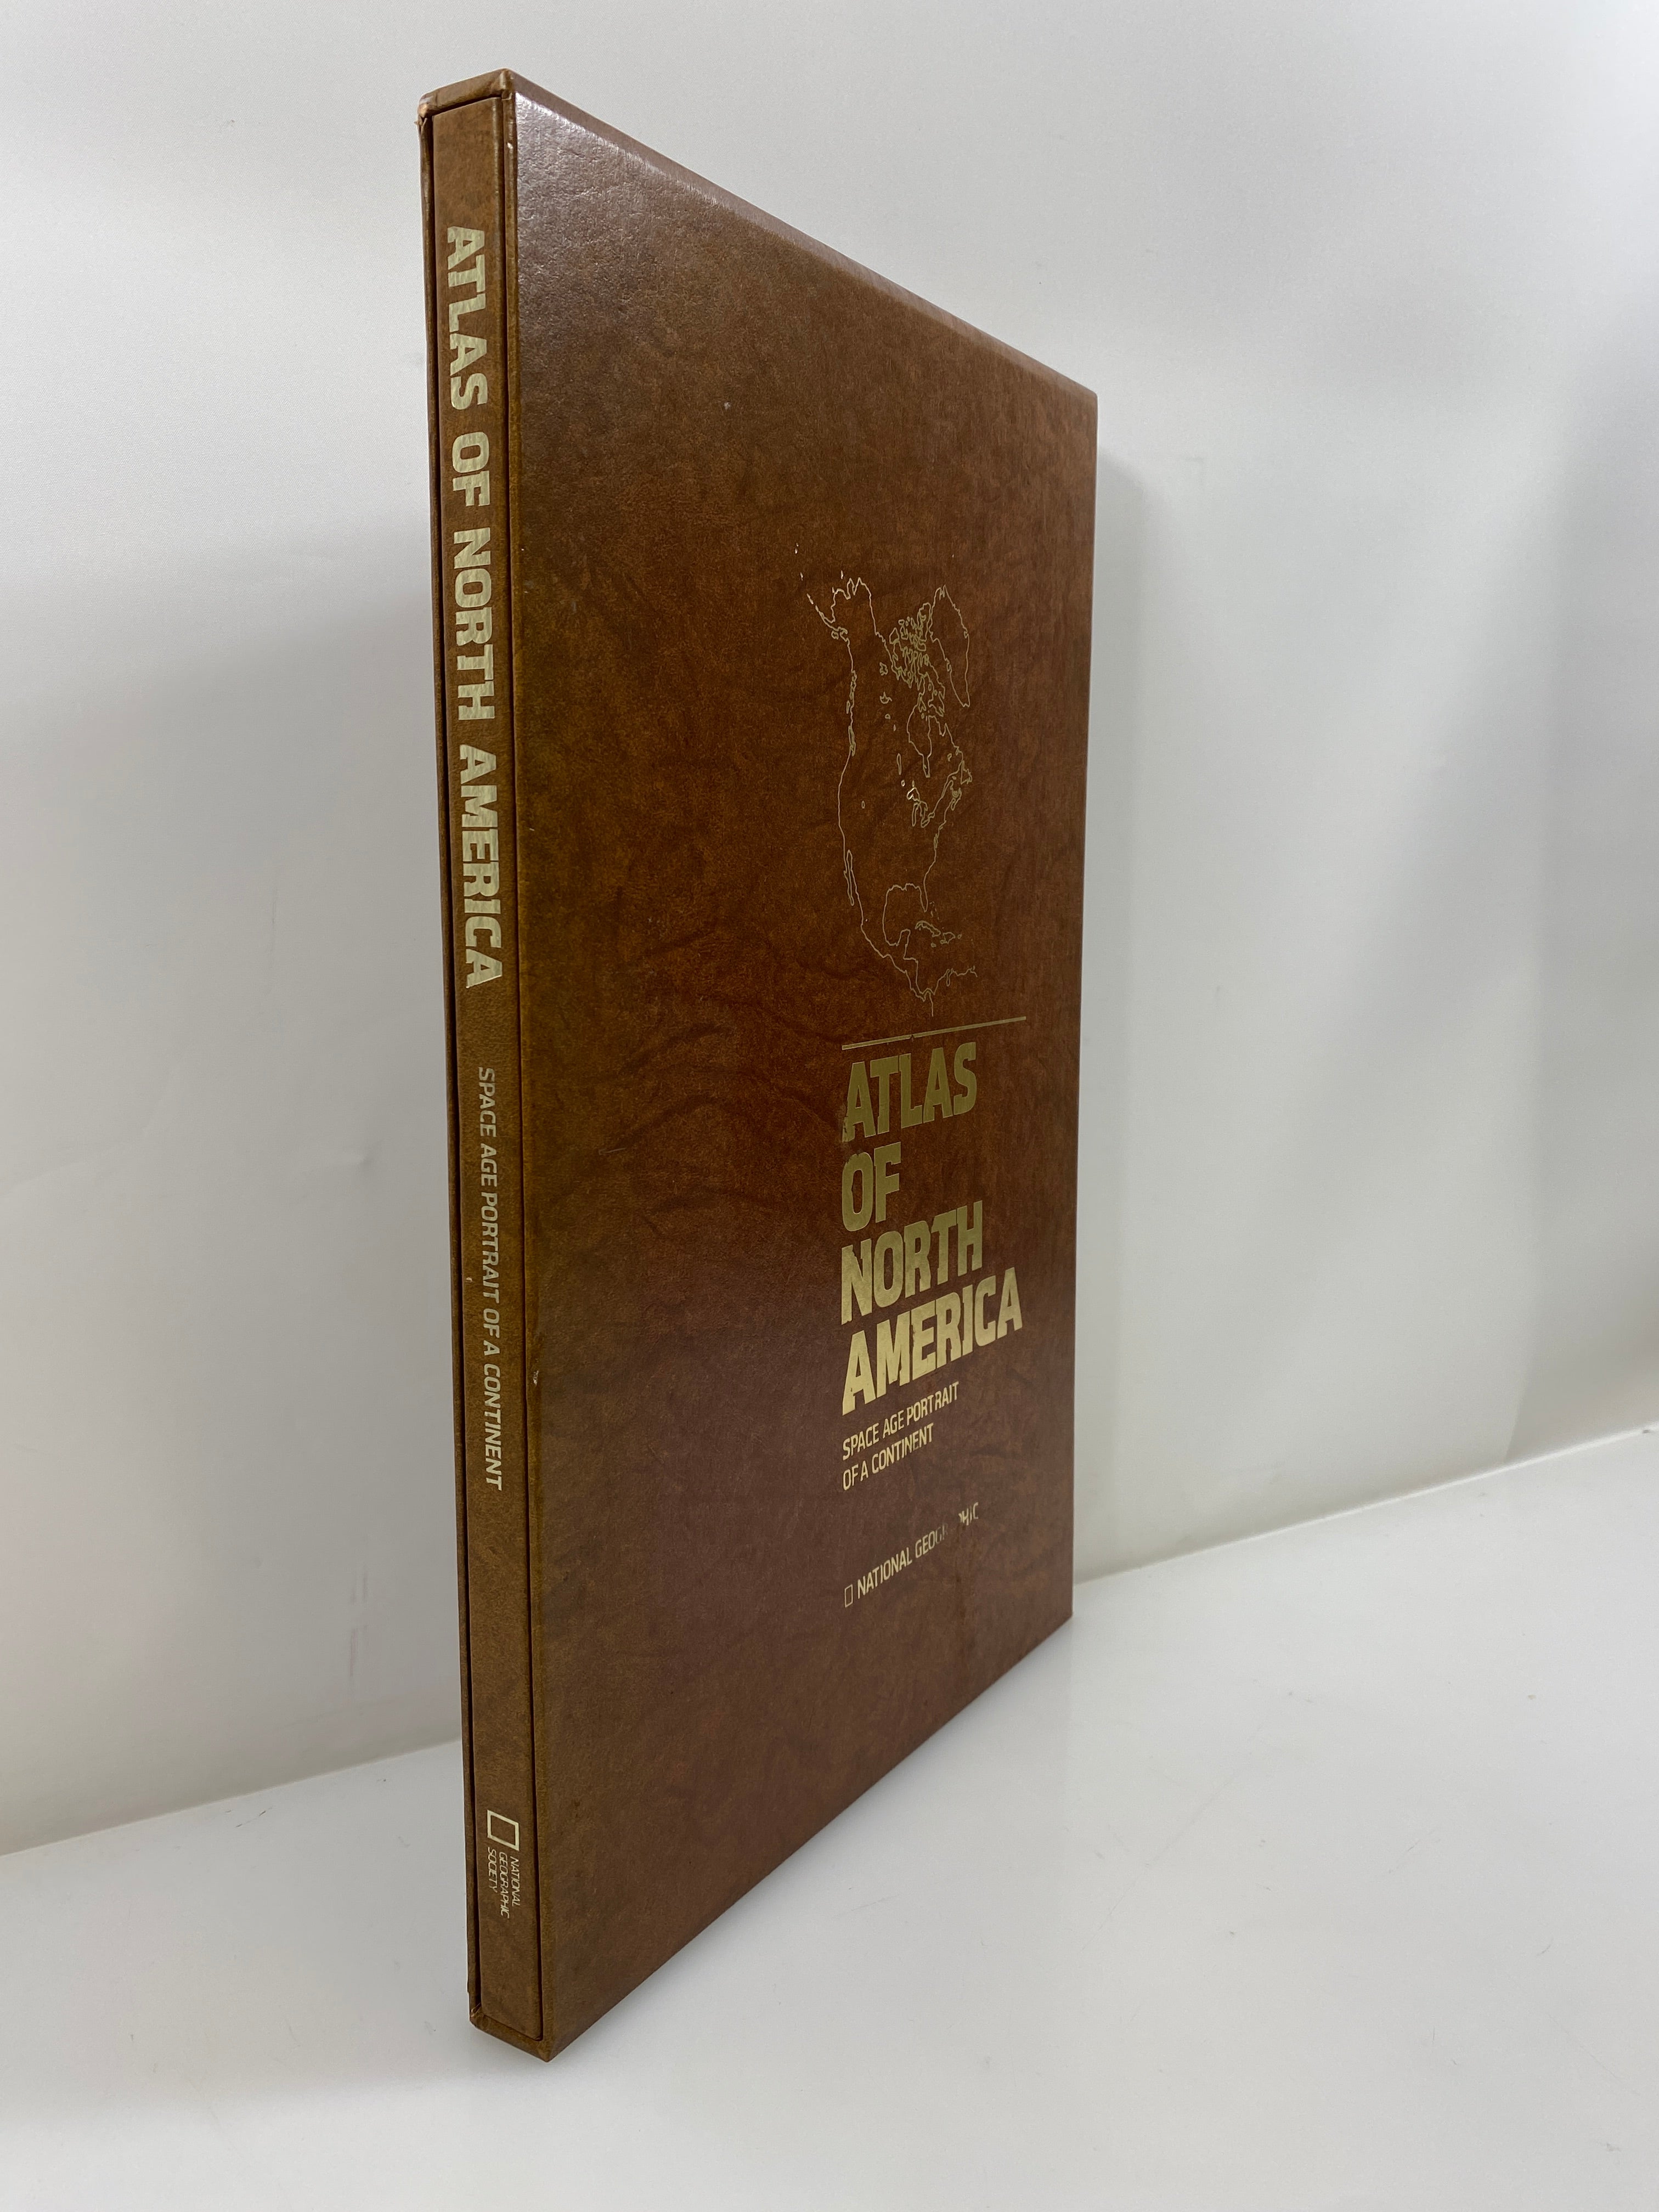 ATLAS OF NORTH AMERICA
SPACE AGE PORTRAIT OF A CONTINENT
NATIONAL
GEOGRAPHIC
SOCIETY
ATLAS
OF
NORTH
AMERICA
SPACE AGE PORTRAIT
OF A CONTINENT
NATIONAL GEOGRAPHIC